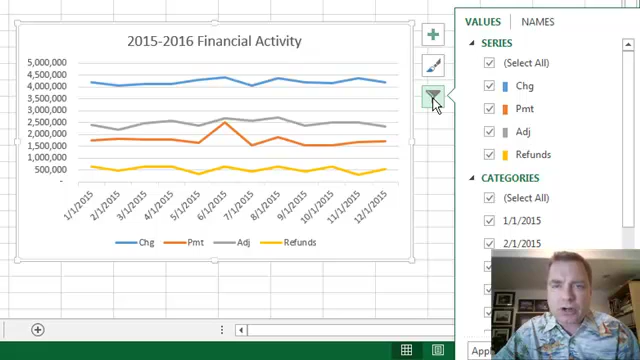 2015-2016 Financial Activity
5,000,000
4,500,000
4,000,000
3,500,000
3,000,000
2,500,000
2,000,000
1,500,000
1,000,000
500,000
-
1/1/2015 2/1/2015 3/1/2015 4/1/2015 5/1/2015 6/1/2015 7/1/2015 8/1/2015 9/1/2015 10/1/2015 11/1/2015 12/1/2015
Chg Pmt Adj Refunds
VALUES NAMES
SERIES
(Select All)
Chg
Pmt
Adj
Refunds
CATEGORIES
(Select All)
1/1/2015
2/1/2015